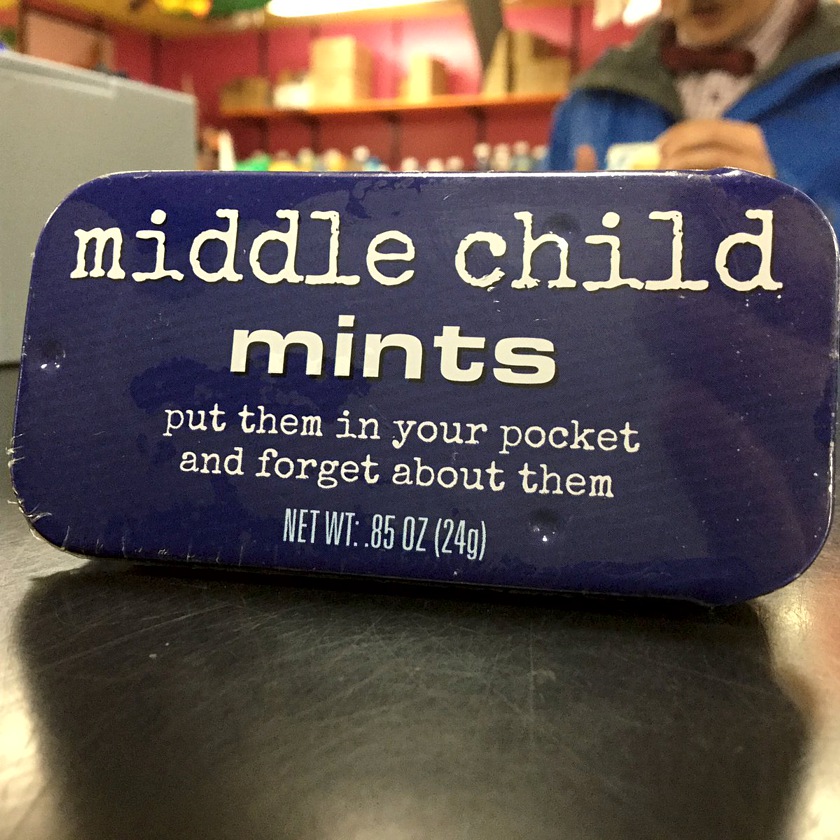 middle child
mints
put them in your pocket
and forget about them
NET WT: .85 OZ (24g)